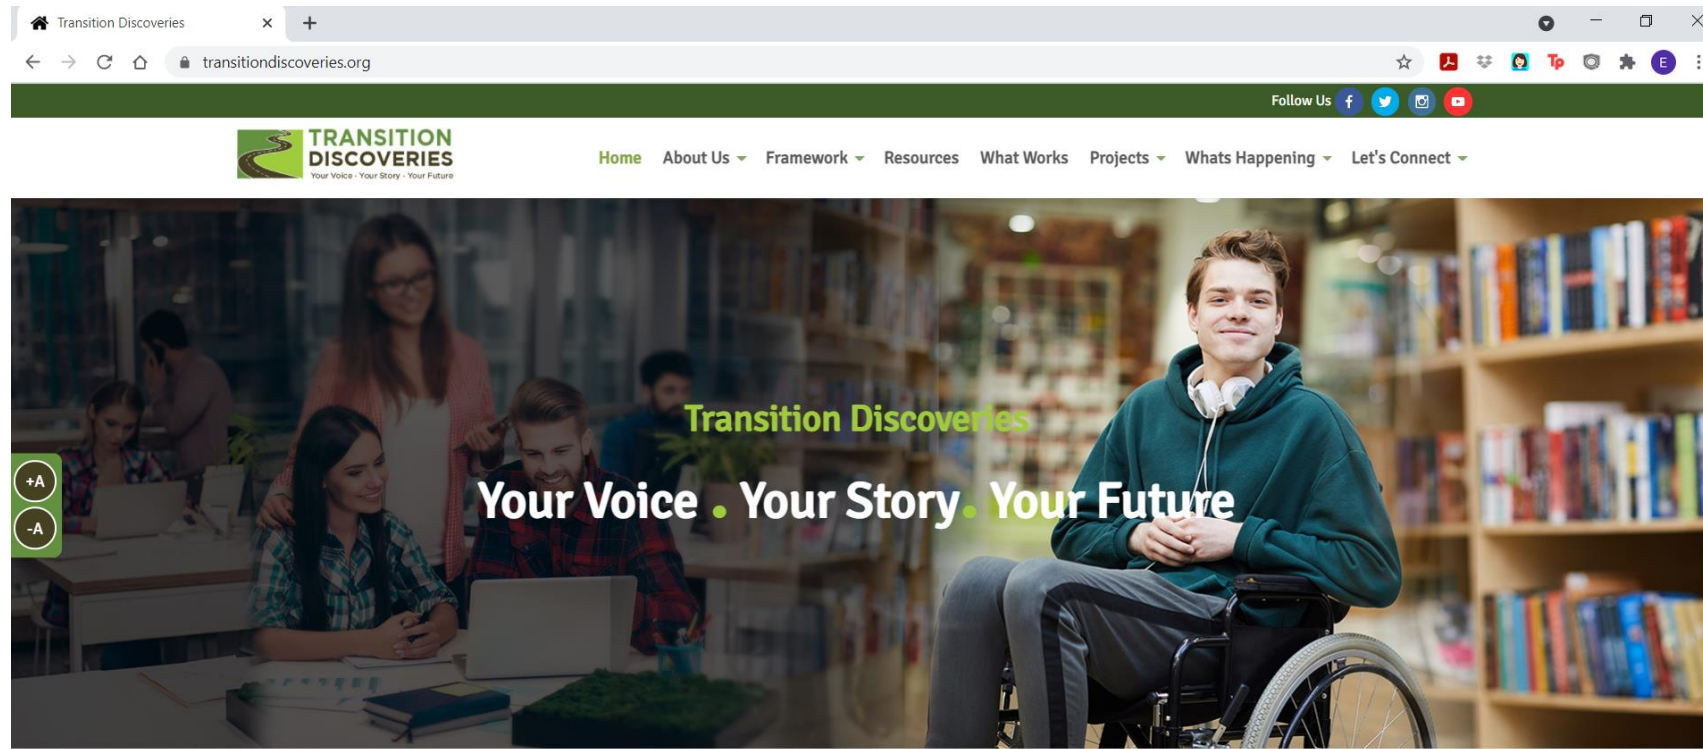 Transition Discoveries
transitiondiscoveries.org
Tp
E
Follow Us
TRANSITION
DISCOVERIES
Your Voice - Your Story - Your Future
Home About Us Framework Resources What Works Projects Whats Happening Let's Connect
Transition Discoveries
Your Voice . Your Story. Your Future
+A
-A